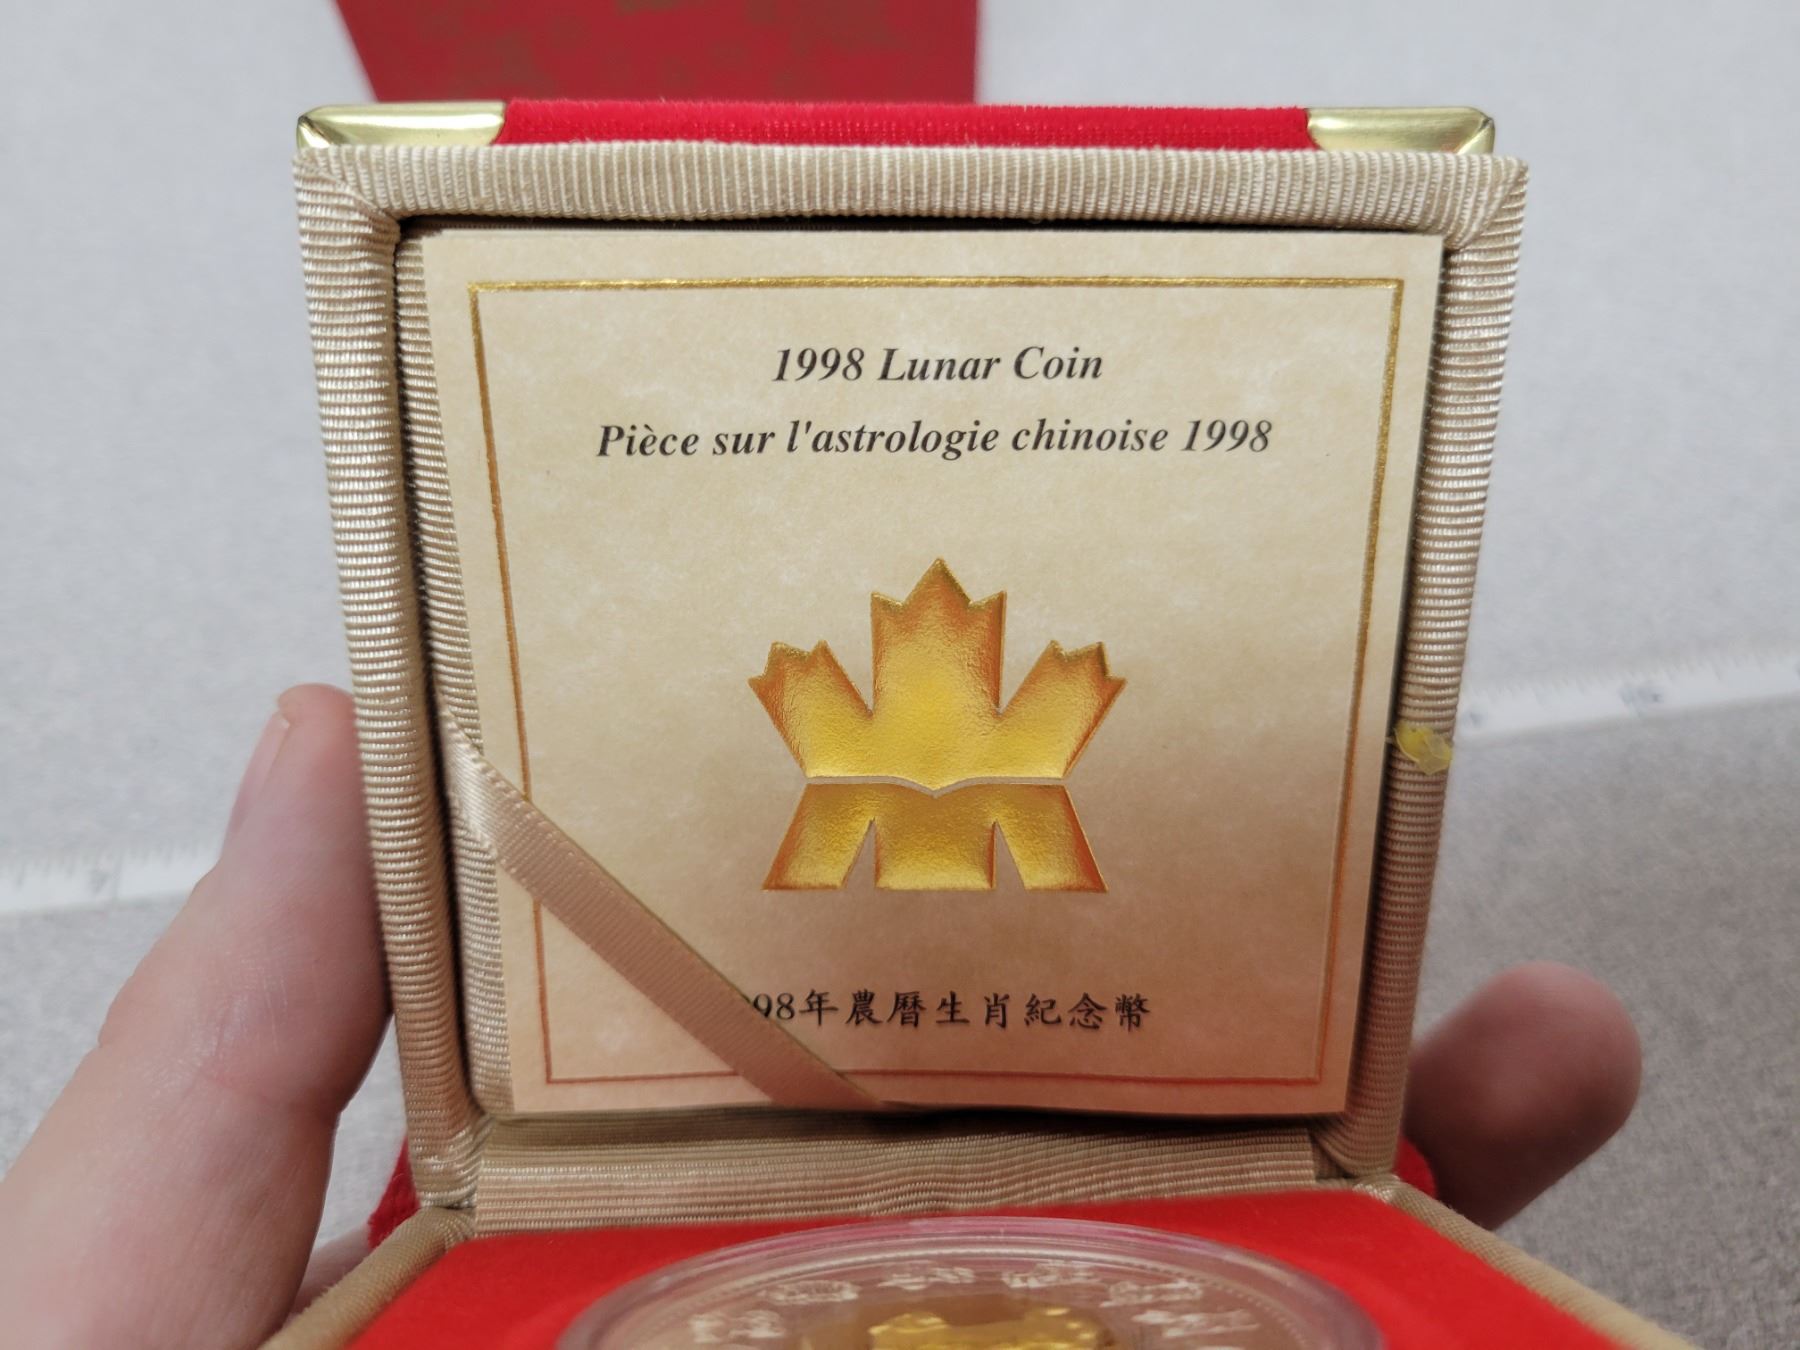 1998 Lunar Coin
Pièce sur l'astrologie chinoise 1998
98年農曆生肖紀念幣